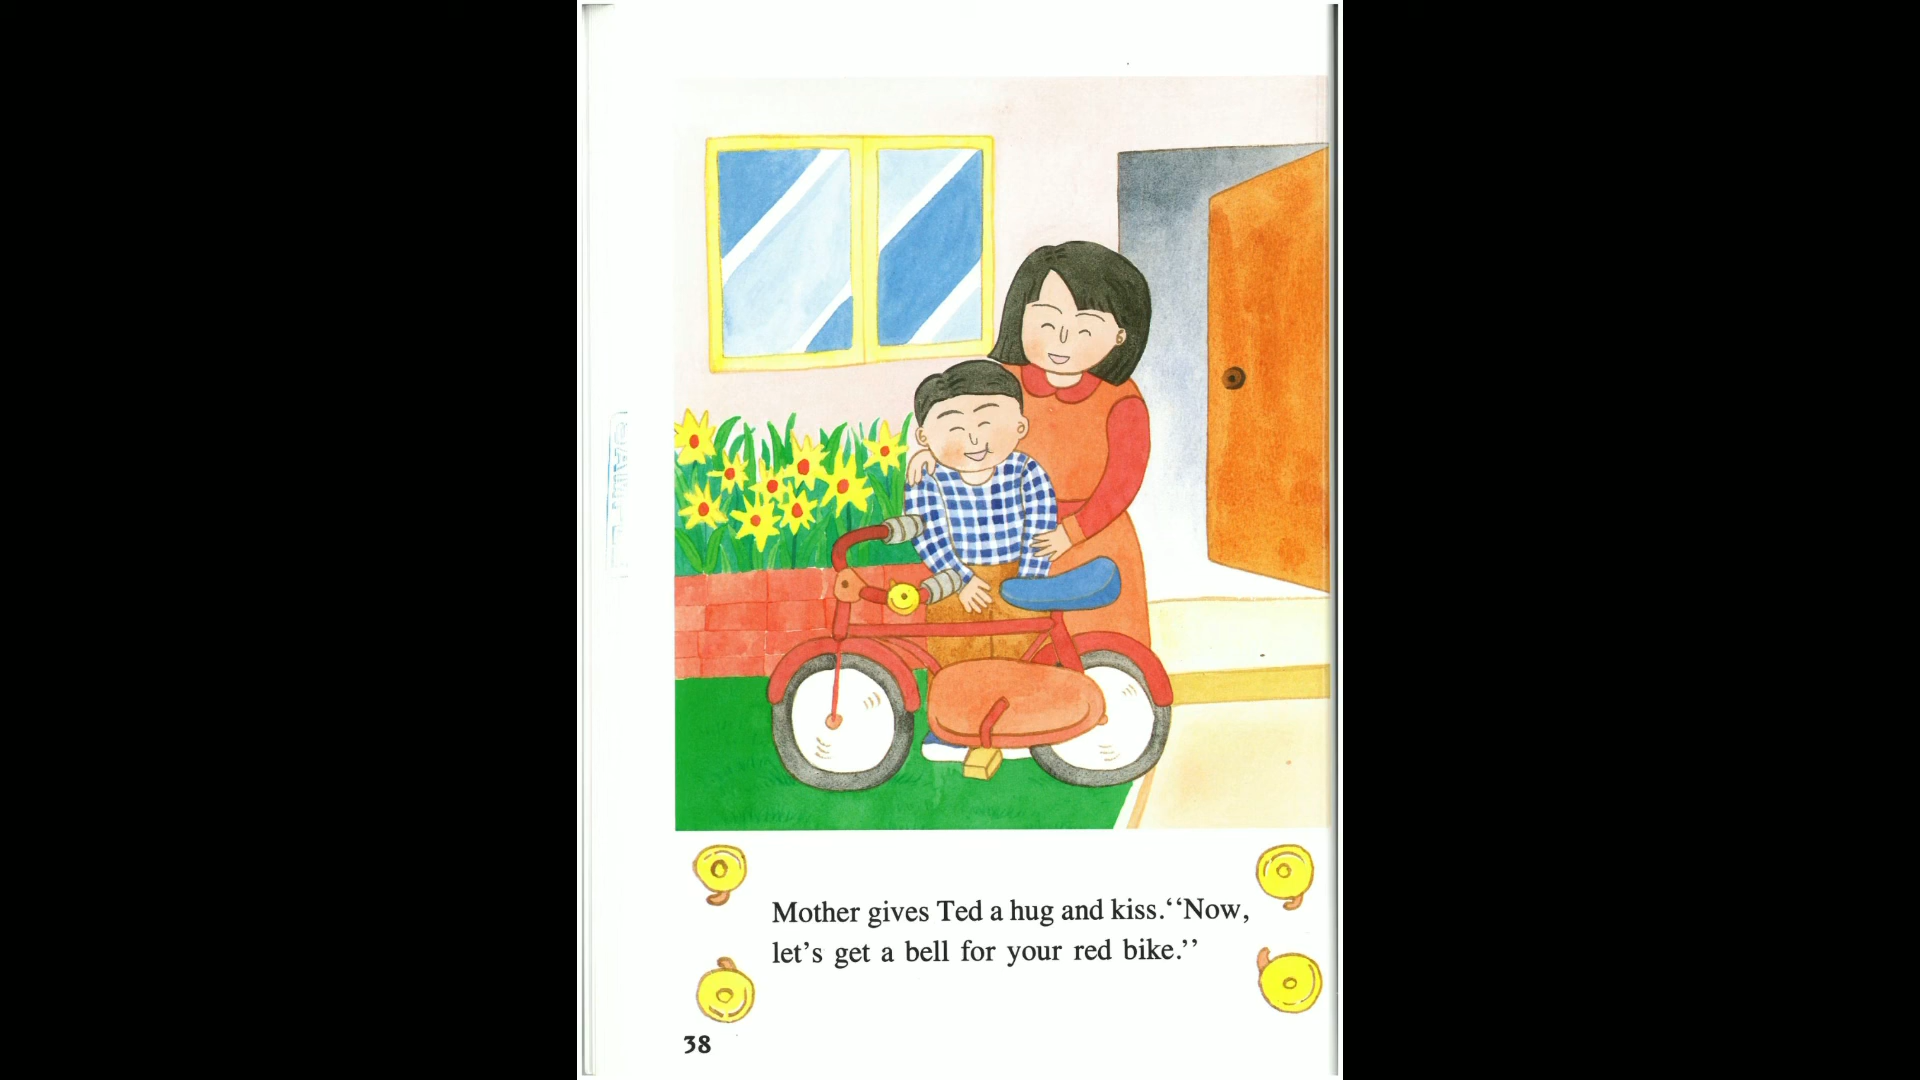 Mother gives Ted a hug and kiss.‘‘Now,
let’s get a bell for your red bike.’’
38